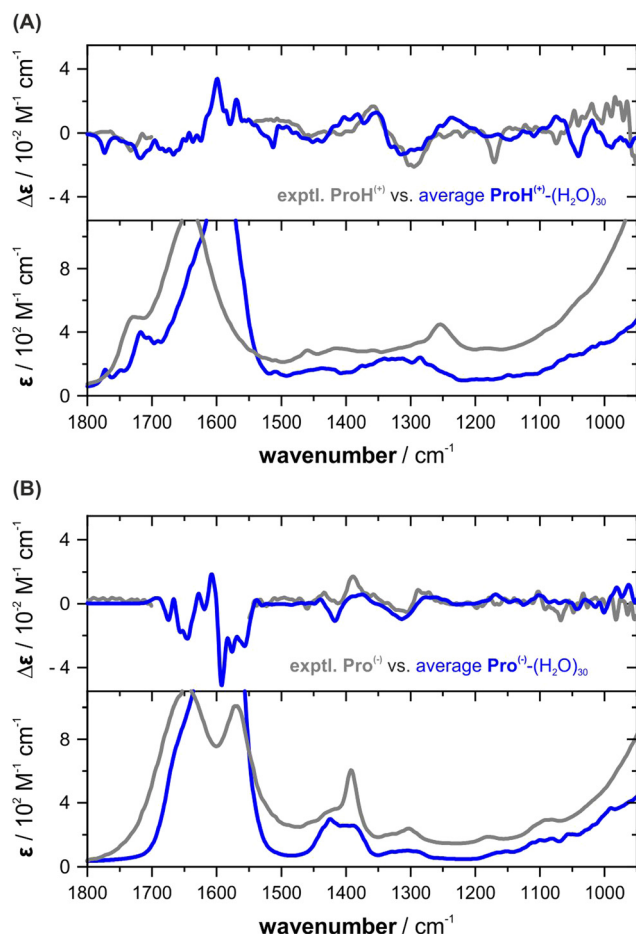 (A)
4
0
- 4
Δε / 10⁻² M⁻¹ cm⁻¹
exptl. ProH⁽⁺⁾ vs. average ProH⁽⁺⁾-(H₂O)₃₀
8
4
0
ε / 10² M⁻¹ cm⁻¹
1800 1700 1600 1500 1400 1300 1200 1100 1000
wavenumber / cm⁻¹
(B)
4
0
- 4
Δε / 10⁻² M⁻¹ cm⁻¹
exptl. Pro⁽⁻⁾ vs. average Pro⁽⁻⁾-(H₂O)₃₀
8
4
0
ε / 10² M⁻¹ cm⁻¹
1800 1700 1600 1500 1400 1300 1200 1100 1000
wavenumber / cm⁻¹